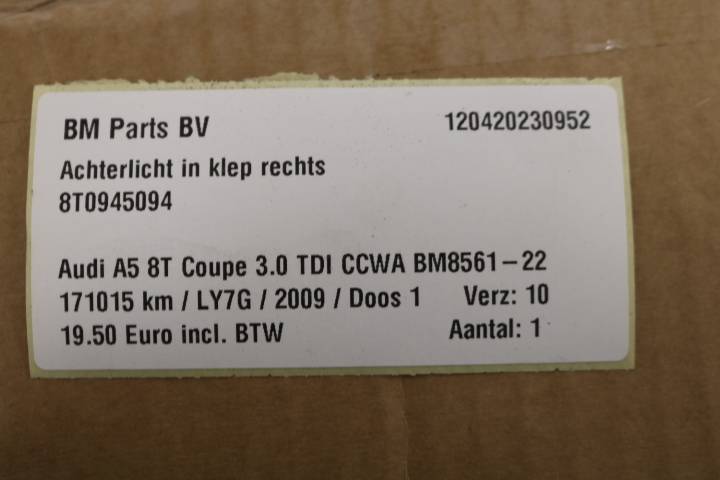 BM Parts BV 120420230952
Achterlicht in klep rechts
8T0945094
Audi A5 8T Coupe 3.0 TDI CCWA BM8561-22
171015 km / LY7G / 2009 / Doos 1 Verz: 10
19.50 Euro incl. BTW Aantal: 1